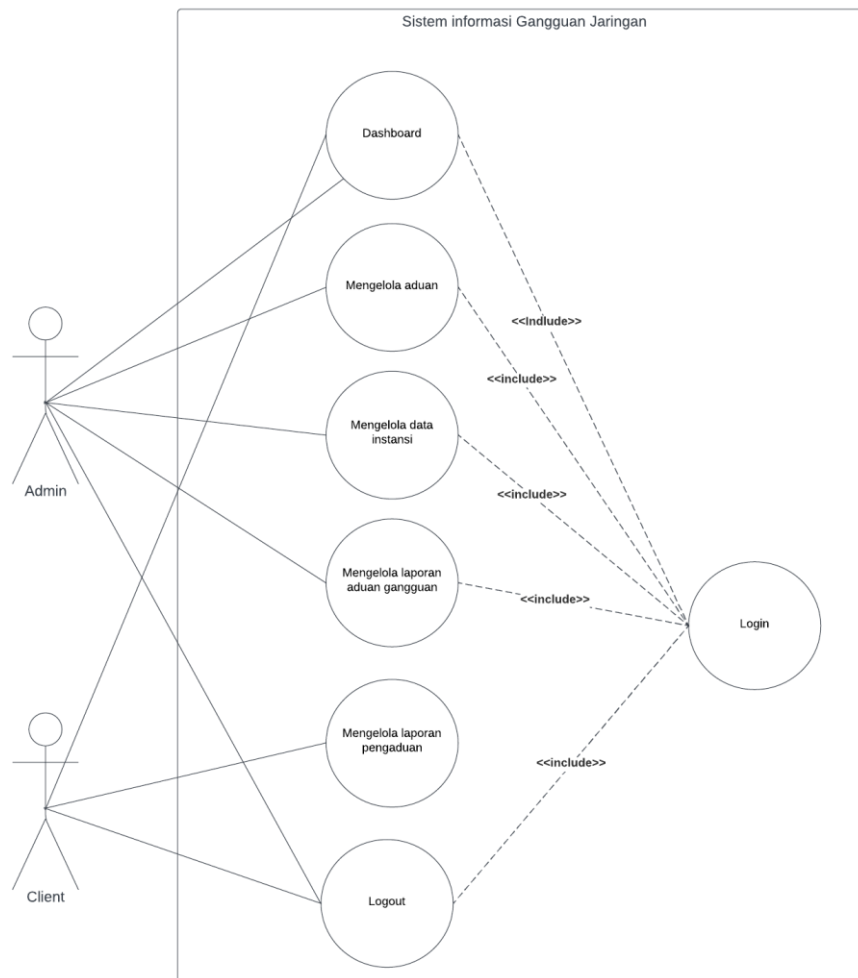 Sistem informasi Gangguan Jaringan
Dashboard
Mengelola aduan
<<Indlude>>
<<include>>
Mengelola data
instansi
Admin
<<include>>
Mengelola laporan
aduan gangguan
<<include>>
Login
Mengelola laporan
pengaduan
<<include>>
Client
Logout